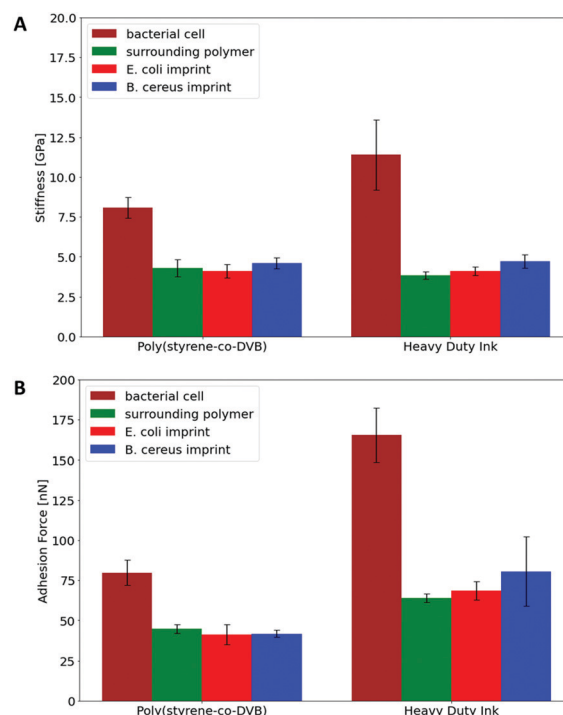 A
20.0
17.5
15.0
12.5
10.0
7.5
5.0
2.5
0.0
Stiffness [GPa]
bacterial cell
surrounding polymer
E. coli imprint
B. cereus imprint
Poly(styrene-co-DVB)
Heavy Duty Ink
B
200
175
150
125
100
75
50
25
0
Adhesion Force [nN]
bacterial cell
surrounding polymer
E. coli imprint
B. cereus imprint
Poly(styrene-co-DVB)
Heavy Duty Ink